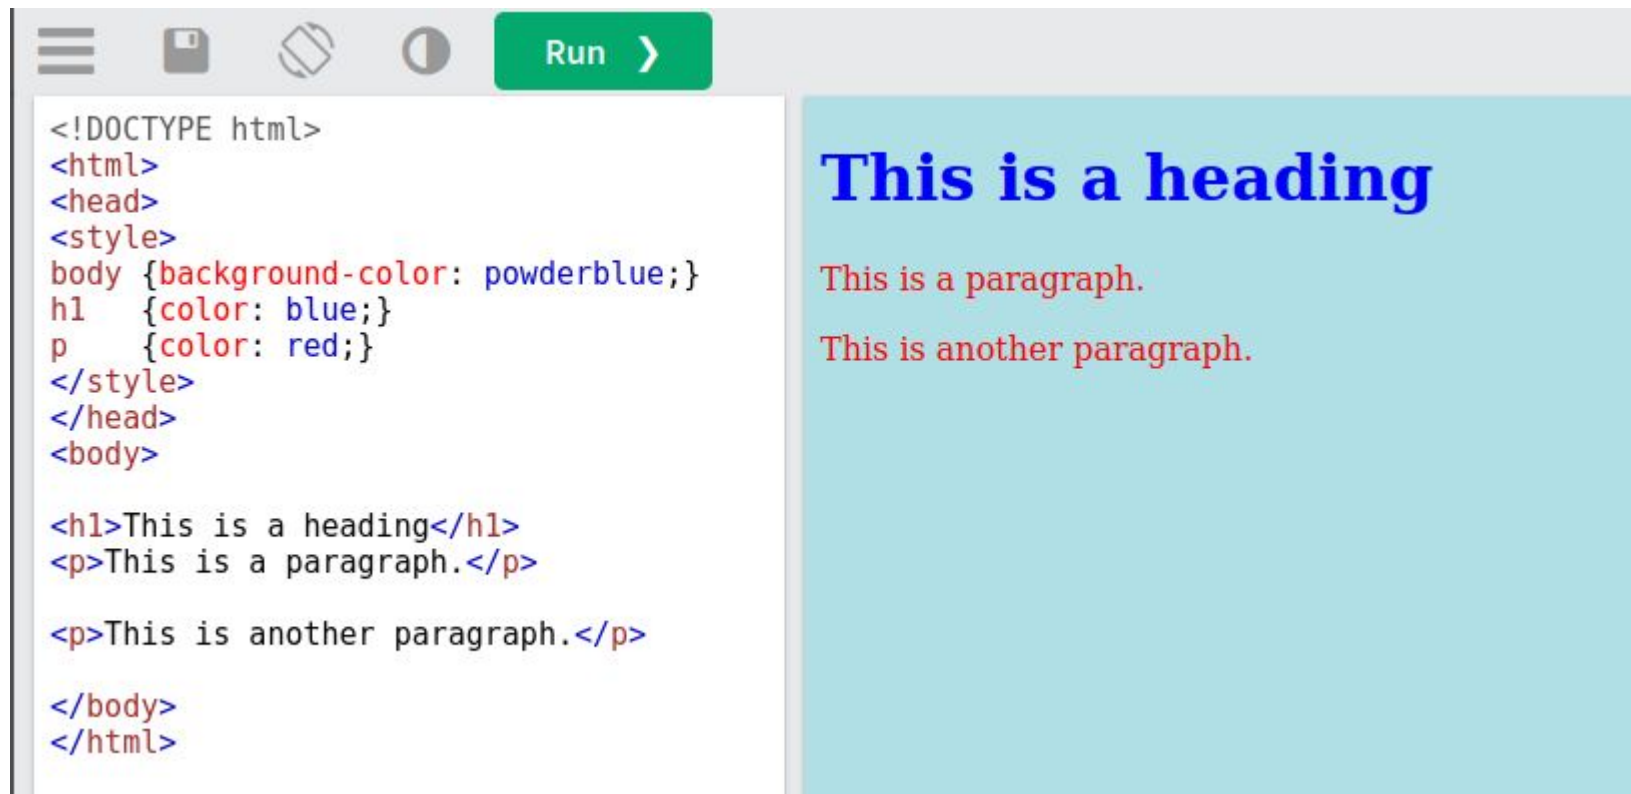 Run ❯
<!DOCTYPE html>
<html>
<head>
<style>
body {background-color: powderblue;}
h1   {color: blue;}
p    {color: red;}
</style>
</head>
<body>

<h1>This is a heading</h1>
<p>This is a paragraph.</p>

<p>This is another paragraph.</p>

</body>
</html>
This is a heading
This is a paragraph.
This is another paragraph.